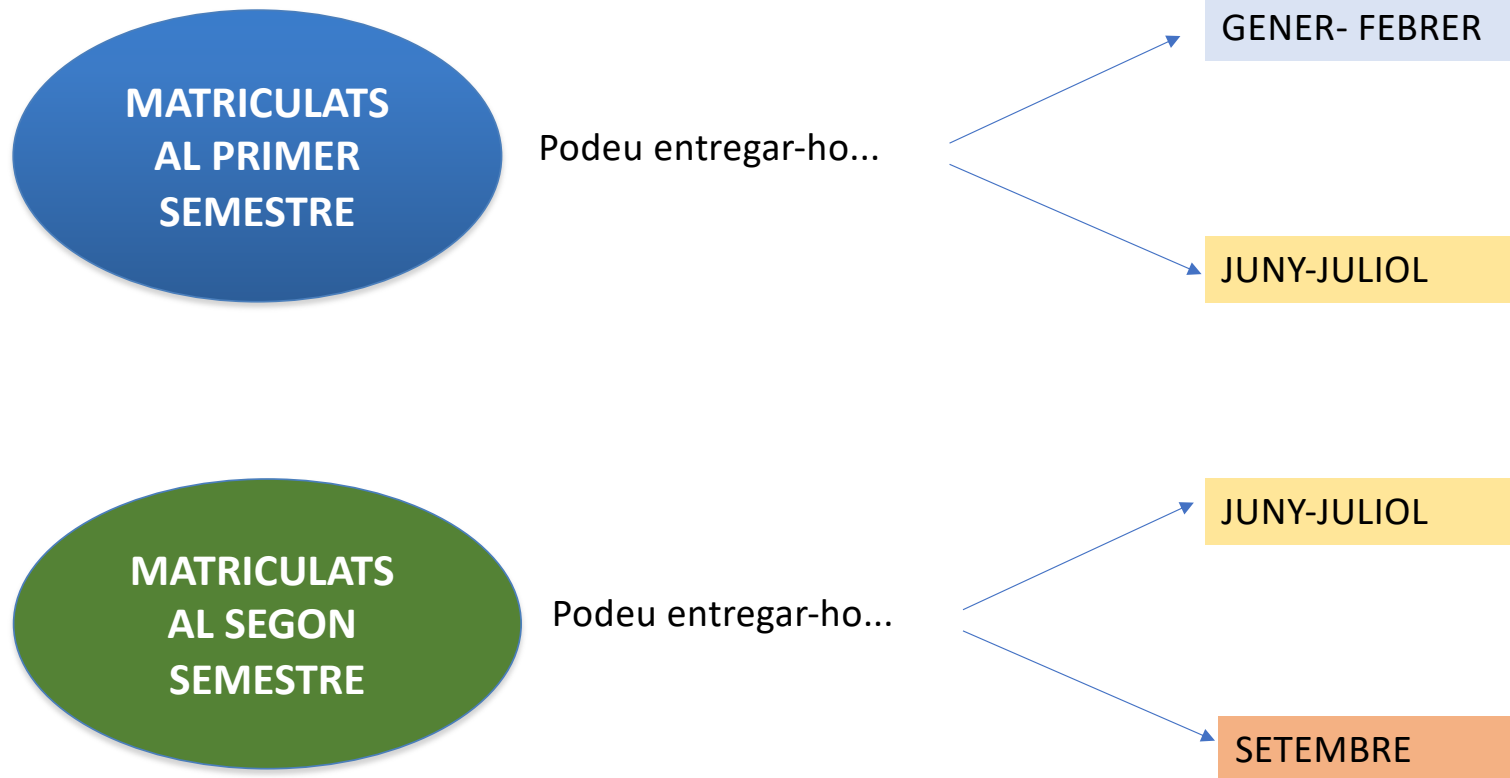 MATRICULATS
AL PRIMER
SEMESTRE
Podeu entregar-ho...
GENER- FEBRER
JUNY-JULIOL
MATRICULATS
AL SEGON
SEMESTRE
Podeu entregar-ho...
JUNY-JULIOL
SETEMBRE